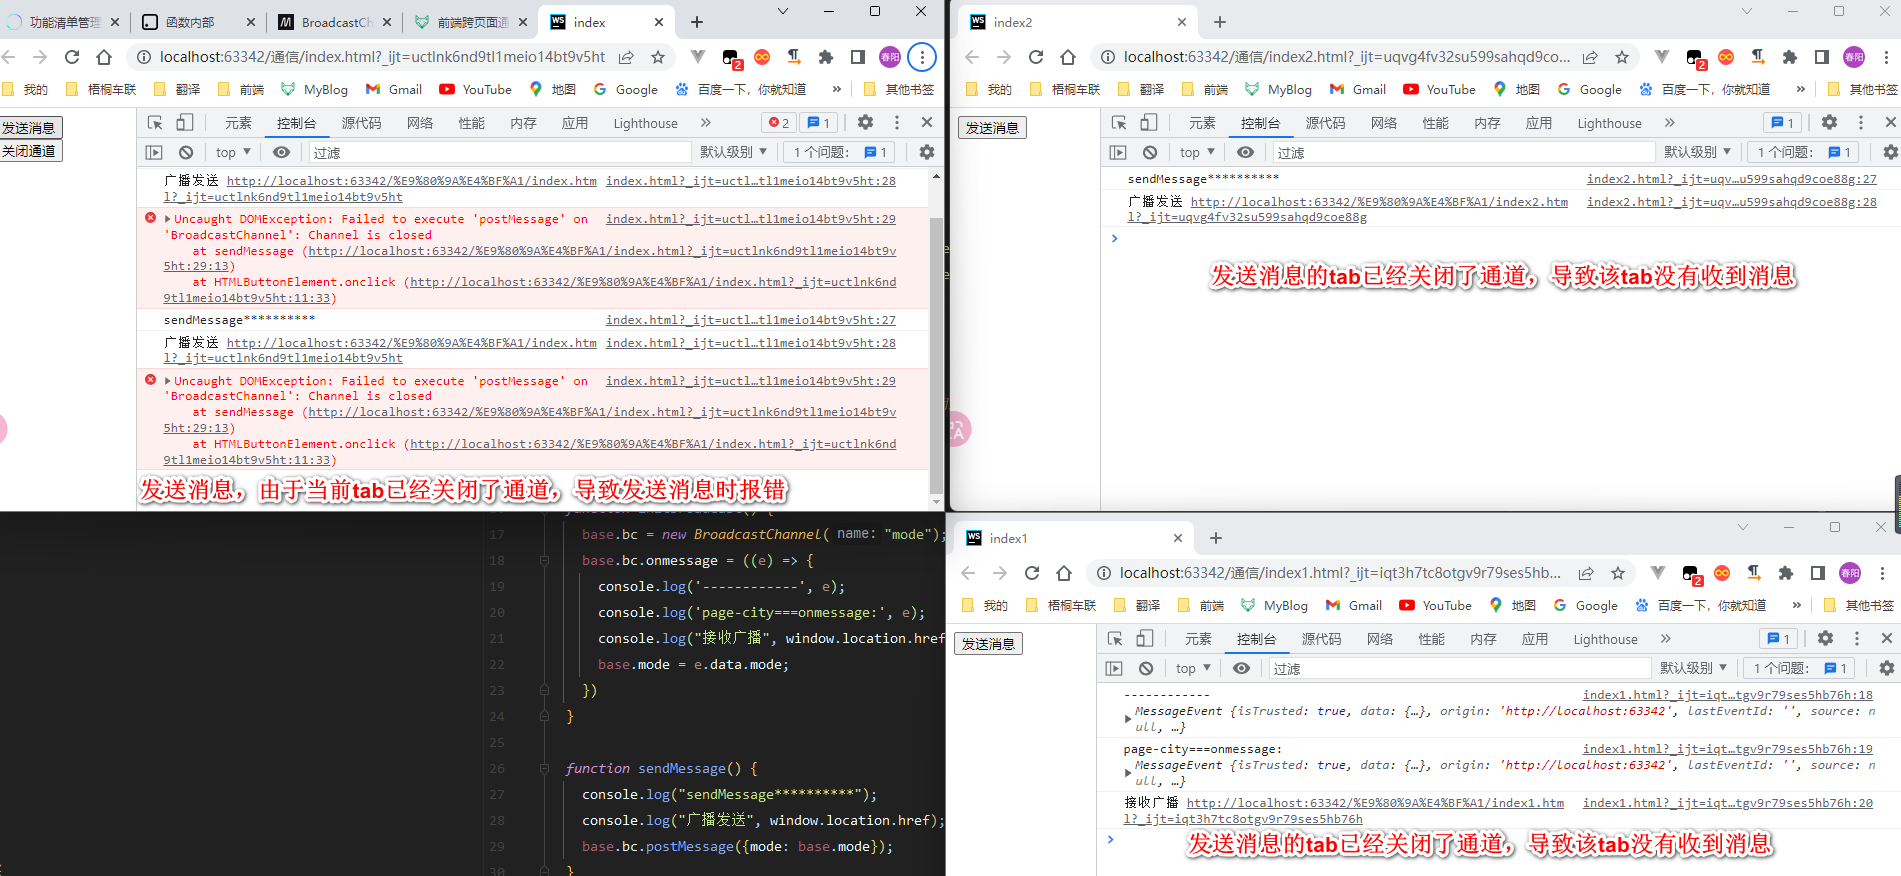 功能清单管理
函数内部
BroadcastCh
前端跨页面通
index
localhost:63342/通信/index.html?_ijt=uctlnk6nd9tl1meio14bt9v5ht
春阳
我的 梧桐车联 翻译 前端 MyBlog Gmail YouTube 地图 Google 百度一下，你就知道 » 其他书签
发送消息
关闭通道
元素 控制台 源代码 网络 性能 内存 应用 Lighthouse » 2 1
top 过滤 默认级别 1 个问题: 1
广播发送 http://localhost:63342/%E9%80%9A%E4%BF%A1/index.htm index.html?_ijt=uctl…tl1meio14bt9v5ht:28
l?_ijt=uctlnk6nd9tl1meio14bt9v5ht
Uncaught DOMException: Failed to execute 'postMessage' on index.html?_ijt=uctl…tl1meio14bt9v5ht:29
'BroadcastChannel': Channel is closed
at sendMessage (http://localhost:63342/%E9%80%9A%E4%BF%A1/index.html?_ijt=uctlnk6nd9tl1meio14bt9v
5ht:29:13)
at HTMLButtonElement.onclick (http://localhost:63342/%E9%80%9A%E4%BF%A1/index.html?_ijt=uctlnk6nd
9tl1meio14bt9v5ht:11:33)
sendMessage********** index.html?_ijt=uctl…tl1meio14bt9v5ht:27
广播发送 http://localhost:63342/%E9%80%9A%E4%BF%A1/index.htm index.html?_ijt=uctl…tl1meio14bt9v5ht:28
l?_ijt=uctlnk6nd9tl1meio14bt9v5ht
Uncaught DOMException: Failed to execute 'postMessage' on index.html?_ijt=uctl…tl1meio14bt9v5ht:29
'BroadcastChannel': Channel is closed
at sendMessage (http://localhost:63342/%E9%80%9A%E4%BF%A1/index.html?_ijt=uctlnk6nd9tl1meio14bt9v
5ht:29:13)
at HTMLButtonElement.onclick (http://localhost:63342/%E9%80%9A%E4%BF%A1/index.html?_ijt=uctlnk6nd
9tl1meio14bt9v5ht:11:33)
发送消息，由于当前tab已经关闭了通道，导致发送消息时报错
17 base.bc = new BroadcastChannel( name: "mode");
18 base.bc.onmessage = ((e) => {
19 console.log('------------', e);
20 console.log('page-city===onmessage:', e);
21 console.log("接收广播", window.location.href
22 base.mode = e.data.mode;
23 })
24 }
25
26 function sendMessage() {
27 console.log("sendMessage**********");
28 console.log("广播发送", window.location.href);
29 base.bc.postMessage({mode: base.mode});
30 }
index2
localhost:63342/通信/index2.html?_ijt=uqvg4fv32su599sahqd9co...
2
春阳
我的 梧桐车联 翻译 前端 MyBlog Gmail YouTube 地图 Google 百度一下，你就知道 » 其他书签
发送消息
元素 控制台 源代码 网络 性能 内存 应用 Lighthouse » 1
top 过滤 默认级别 1 个问题: 1
sendMessage********** index2.html?_ijt=uqv…u599sahqd9coe88g:27
广播发送 http://localhost:63342/%E9%80%9A%E4%BF%A1/index2.htm index2.html?_ijt=uqv…u599sahqd9coe88g:28
l?_ijt=uqvg4fv32su599sahqd9coe88g
发送消息的tab已经关闭了通道，导致该tab没有收到消息
index1
localhost:63342/通信/index1.html?_ijt=iqt3h7tc8otgv9r79ses5hb...
2
春阳
我的 梧桐车联 翻译 前端 MyBlog Gmail YouTube 地图 Google 百度一下，你就知道 » 其他书签
发送消息
元素 控制台 源代码 网络 性能 内存 应用 Lighthouse » 1
top 过滤 默认级别 1 个问题: 1
------------ index1.html?_ijt=iqt…tgv9r79ses5hb76h:18
MessageEvent {isTrusted: true, data: {…}, origin: 'http://localhost:63342', lastEventId: '', source: n
ull, …}
page-city===onmessage: index1.html?_ijt=iqt…tgv9r79ses5hb76h:19
MessageEvent {isTrusted: true, data: {…}, origin: 'http://localhost:63342', lastEventId: '', source: n
ull, …}
接收广播 http://localhost:63342/%E9%80%9A%E4%BF%A1/index1.htm index1.html?_ijt=iqt…tgv9r79ses5hb76h:20
l?_ijt=iqt3h7tc8otgv9r79ses5hb76h
发送消息的tab已经关闭了通道，导致该tab没有收到消息